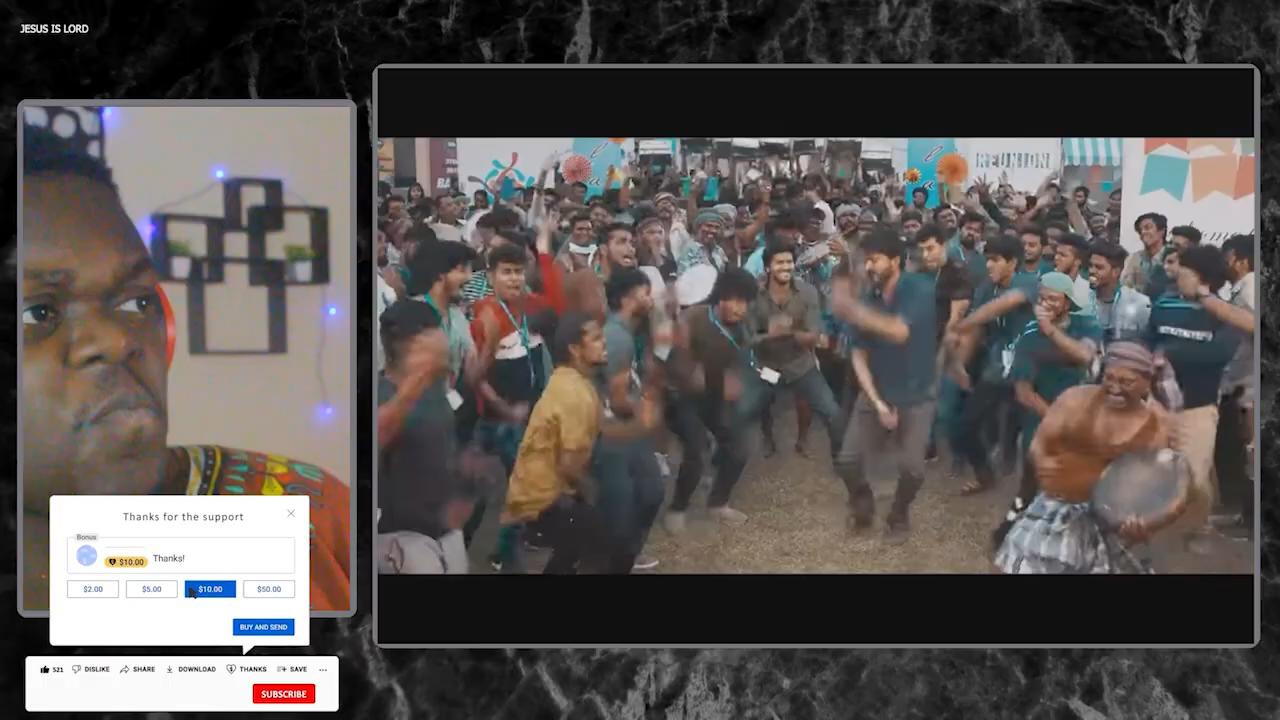 JESUS IS LORD
REUNION
Thanks for the support
Bonus
$10.00 Thanks!
$2.00 $5.00 $10.00 $50.00
BUY AND SEND
521 DISLIKE SHARE DOWNLOAD THANKS SAVE ...
SUBSCRIBE